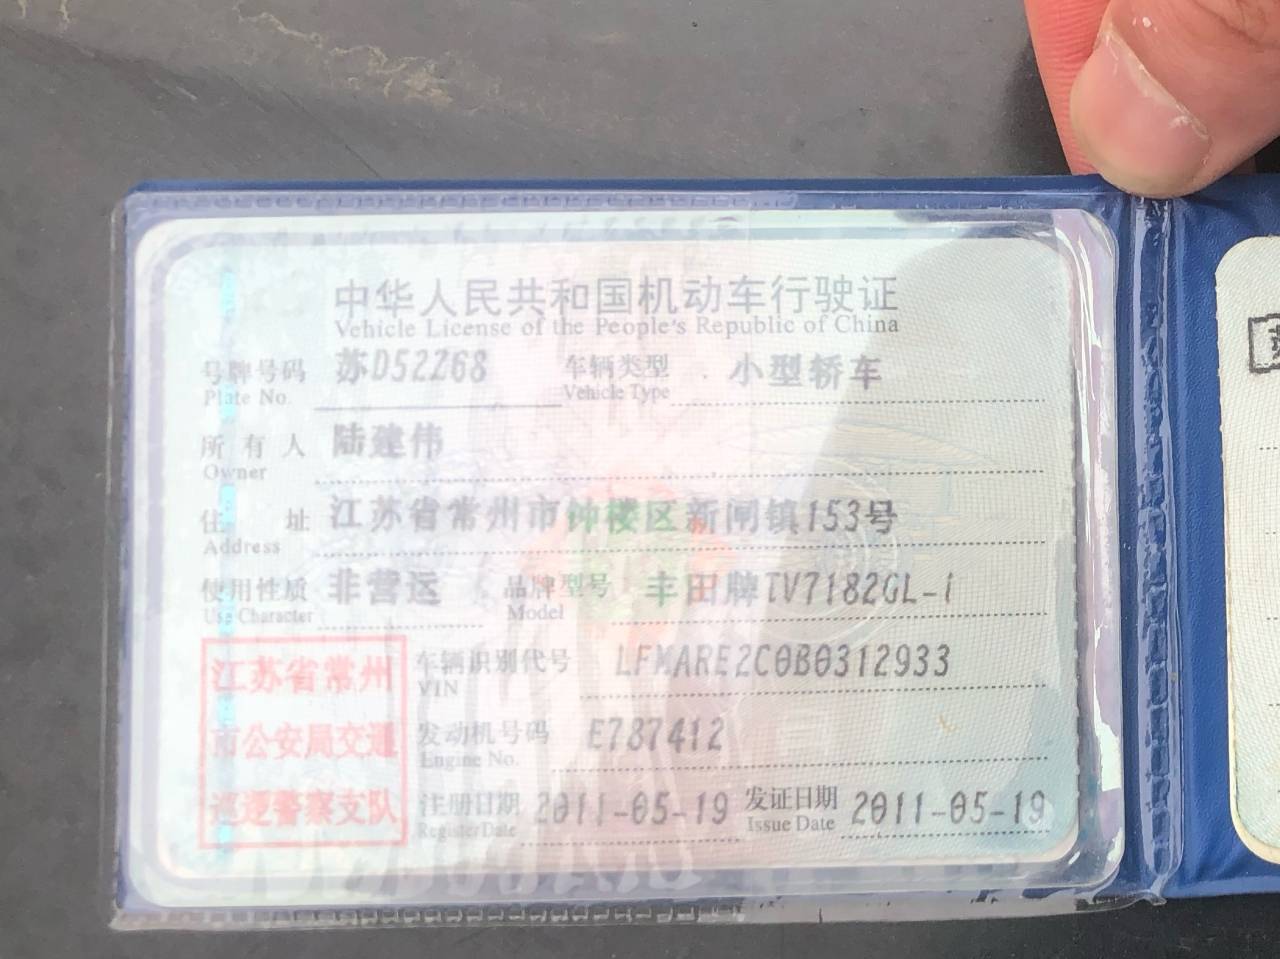 中华人民共和国机动车行驶证
Vehicle License of the People's Republic of China
号牌号码 苏D52268 车辆类型 小型轿车
Plate No. Vehicle Type
所有人 陆建伟
Owner
住址 江苏省常州市钟楼区新闸镇153号
Address
使用性质 非营运 品牌型号 丰田牌TV7182GL-i
Use Character Model
江苏省常州
市公安局交通
巡逻警察支队
车辆识别代号 LFMARE2C0B0312933
VIN
发动机号码 E787412
Engine No.
注册日期 2011-05-19 发证日期 2011-05-19
Register Date Issue Date